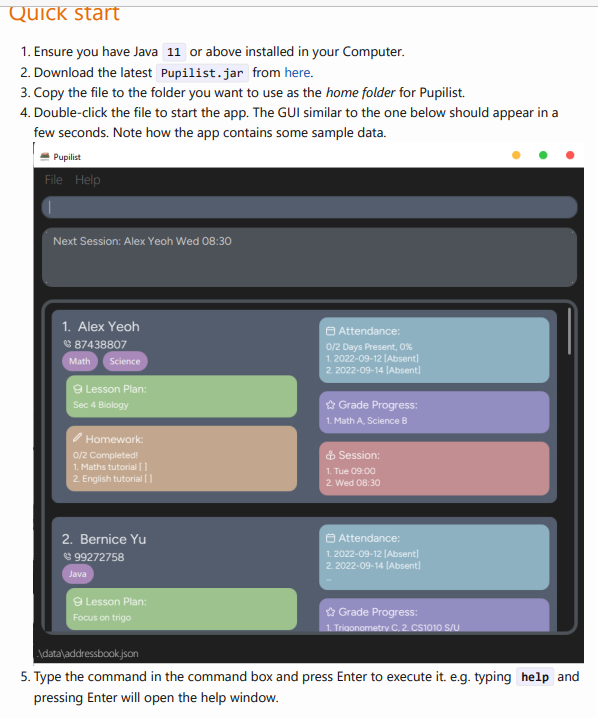 Quick start
1. Ensure you have Java 11 or above installed in your Computer.
2. Download the latest Pupilist.jar from here.
3. Copy the file to the folder you want to use as the home folder for Pupilist.
4. Double-click the file to start the app. The GUI similar to the one below should appear in a
few seconds. Note how the app contains some sample data.
Pupilist
File Help
Next Session: Alex Yeoh Wed 08:30
1. Alex Yeoh
87438807
Math Science
Lesson Plan:
Sec 4 Biology
Homework:
0/2 Completed!
1. Maths tutorial [ ]
2. English tutorial [ ]
Attendance:
0/2 Days Present, 0%
1. 2022-09-12 [Absent]
2. 2022-09-14 [Absent]
Grade Progress:
1. Math A, Science B
Session:
1. Tue 09:00
2. Wed 08:30
2. Bernice Yu
99272758
Java
Lesson Plan:
Focus on trigo
Attendance:
1. 2022-09-12 [Absent]
2. 2022-09-14 [Absent]
...
Grade Progress:
1. Trigonometry C, 2. CS1010 S/U
.\data\addressbook.json
5. Type the command in the command box and press Enter to execute it. e.g. typing help and
pressing Enter will open the help window.